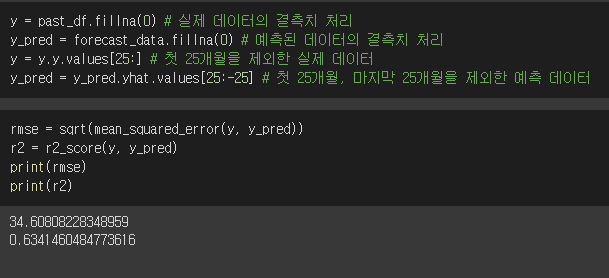 y = past_df.fillna(0) # 실제 데이터의 결측치 처리
y_pred = forecast_data.fillna(0) # 예측된 데이터의 결측치 처리
y = y.y.values[25:] # 첫 25개월을 제외한 실제 데이터
y_pred = y_pred.yhat.values[25:-25] # 첫 25개월, 마지막 25개월을 제외한 예측 데이터
rmse = sqrt(mean_squared_error(y, y_pred))
r2 = r2_score(y, y_pred)
print(rmse)
print(r2)
34.60808228348959
0.6341460484773616